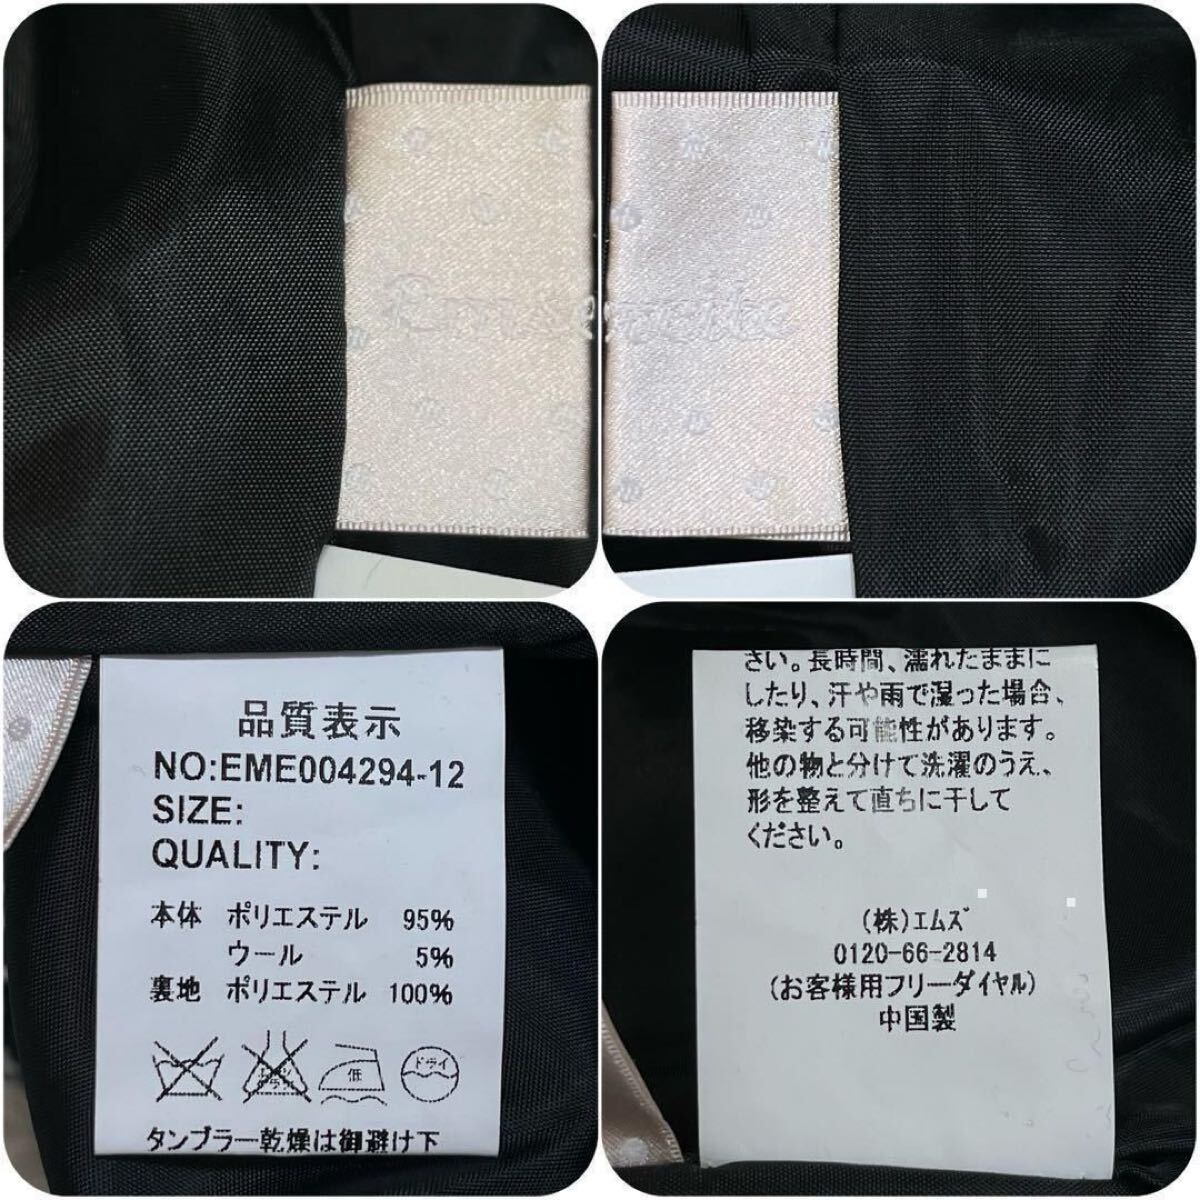 品質表示
NO:EME004294-12
SIZE:
QUALITY:
本体 ポリエステル 95%
ウール 5%
裏地 ポリエステル 100%
低
ドライ
タンブラー乾燥は御避け下
さい。長時間、濡れたままに
したり、汗や雨で湿った場合、
移染する可能性があります。
他の物と分けて洗濯のうえ、
形を整えて直ちに干して
ください。
(株)エムズ
0120-66-2814
(お客様用フリーダイヤル)
中国製